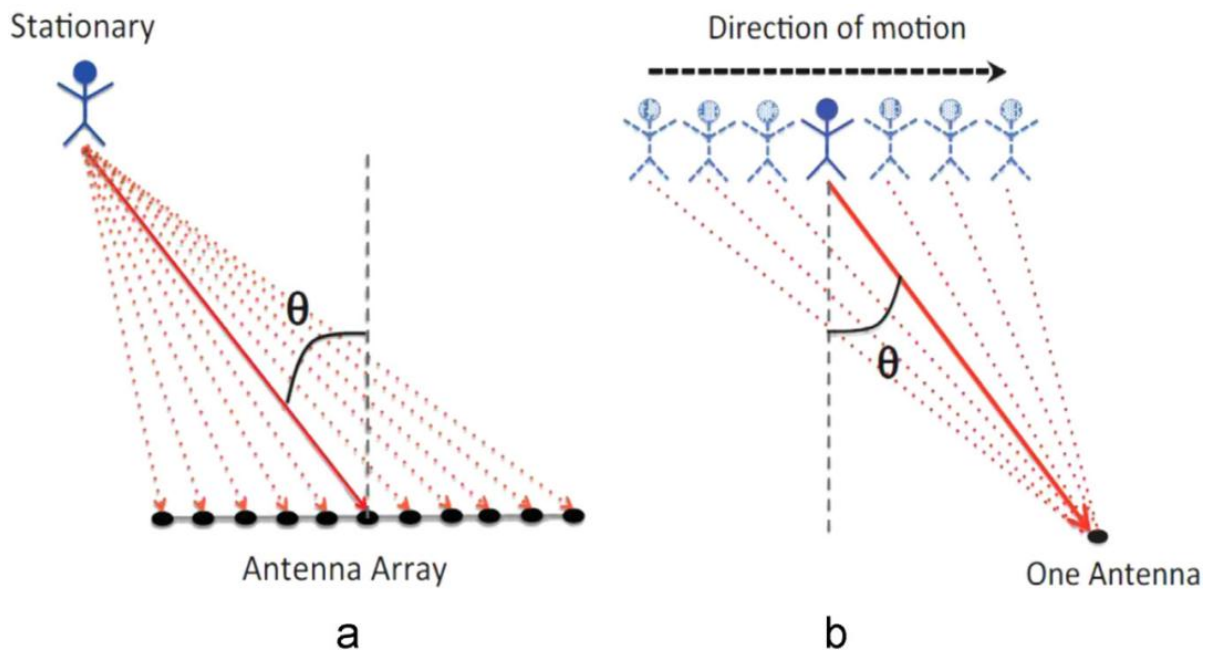 Stationary
θ
Antenna Array
a
Direction of motion
θ
One Antenna
b